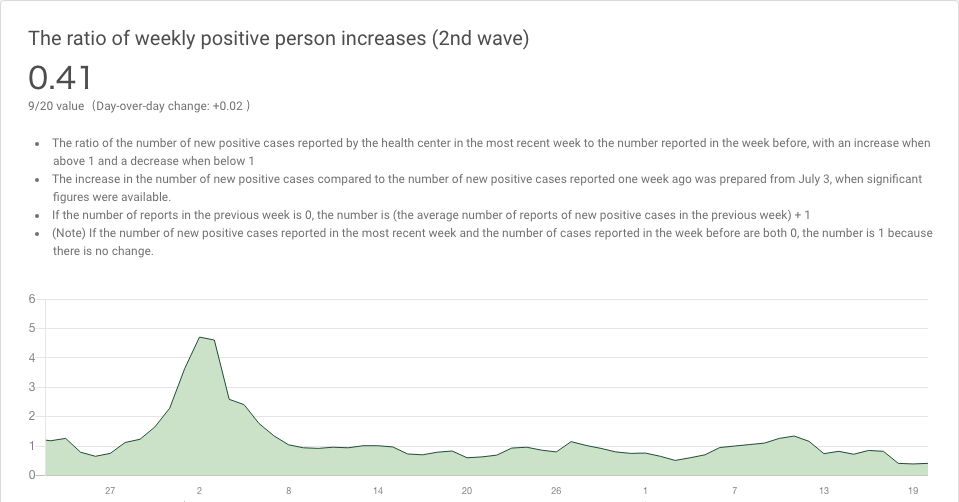 The ratio of weekly positive person increases (2nd wave)
0.41
9/20 value （Day-over-day change: +0.02 ）
• The ratio of the number of new positive cases reported by the health center in the most recent week to the number reported in the week before, with an increase when
above 1 and a decrease when below 1
• The increase in the number of new positive cases compared to the number of new positive cases reported one week ago was prepared from July 3, when significant
figures were available.
• If the number of reports in the previous week is 0, the number is (the average number of reports of new positive cases in the previous week) + 1
• (Note) If the number of new positive cases reported in the most recent week and the number of cases reported in the week before are both 0, the number is 1 because
there is no change.
6
5
4
3
2
1
0
27 2 8 14 20 26 1 7 13 19